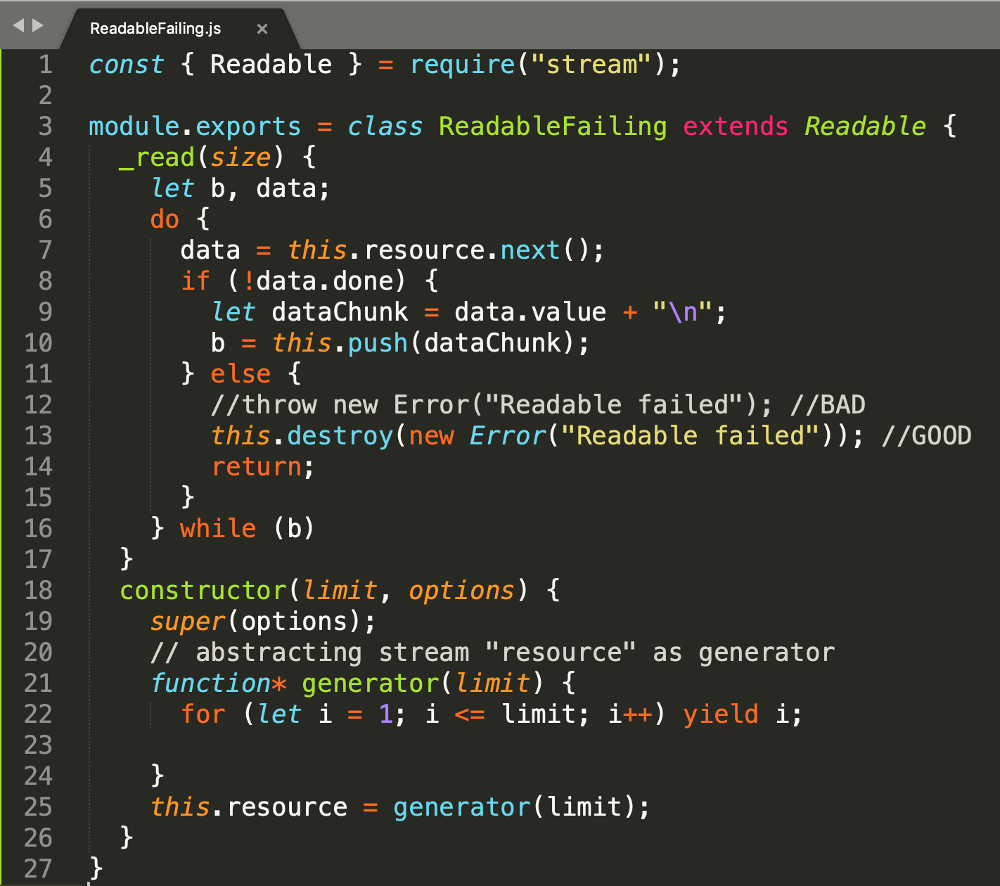 ReadableFailing.js ×
1 const { Readable } = require("stream");
2
3 module.exports = class ReadableFailing extends Readable {
4   _read(size) {
5     let b, data;
6     do {
7       data = this.resource.next();
8       if (!data.done) {
9         let dataChunk = data.value + "\n";
10         b = this.push(dataChunk);
11       } else {
12         //throw new Error("Readable failed"); //BAD
13         this.destroy(new Error("Readable failed")); //GOOD
14         return;
15       }
16     } while (b)
17   }
18   constructor(limit, options) {
19     super(options);
20     // abstracting stream "resource" as generator
21     function* generator(limit) {
22       for (let i = 1; i <= limit; i++) yield i;
23
24     }
25     this.resource = generator(limit);
26   }
27 }